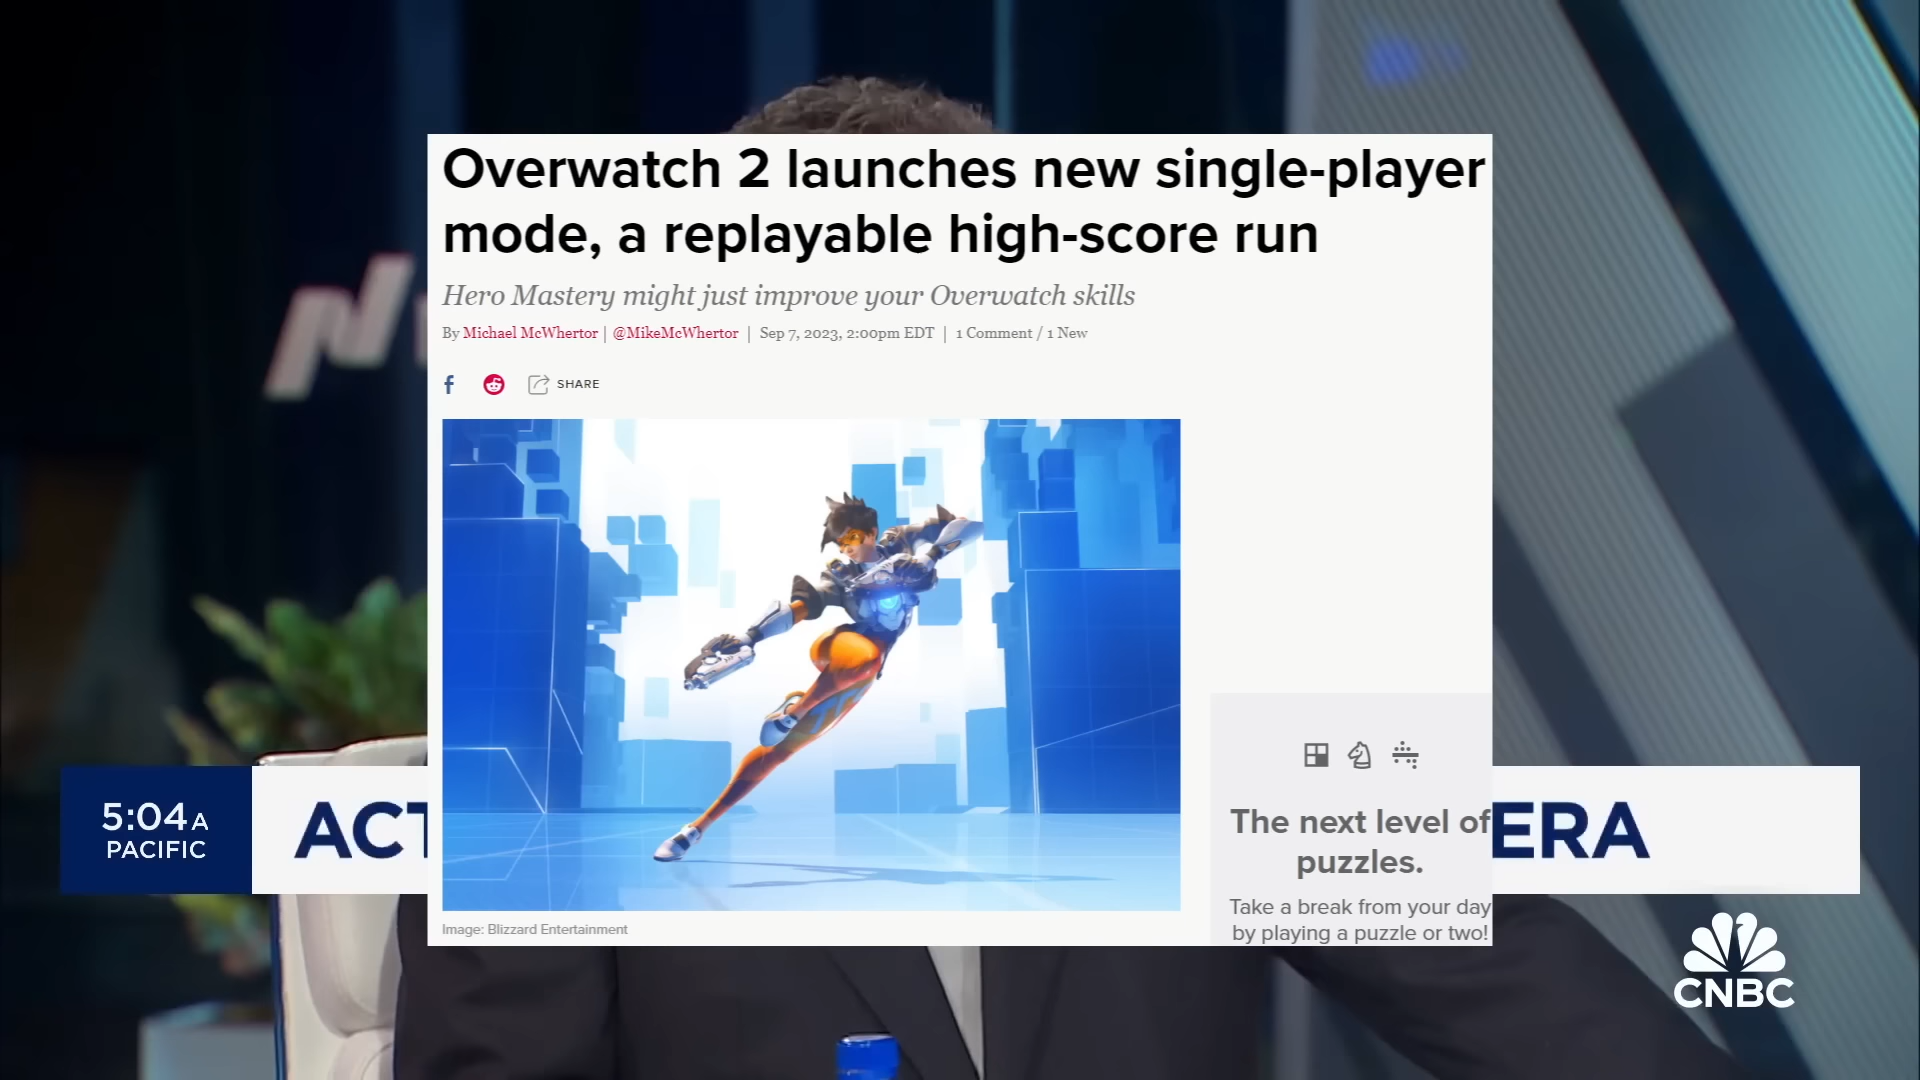 Overwatch 2 launches new single-player
mode, a replayable high-score run
Hero Mastery might just improve your Overwatch skills
By Michael McWhertor | @MikeMcWhertor | Sep 7, 2023, 2:00pm EDT | 1 Comment / 1 New
SHARE
Image: Blizzard Entertainment
The next level of
puzzles.
Take a break from your day
by playing a puzzle or two!
5:04 A
PACIFIC
ACT
ERA
CNBC